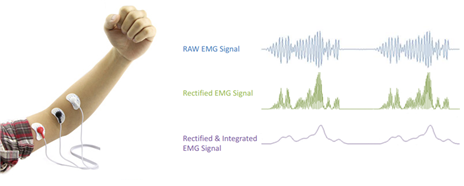 RAW EMG Signal
Rectified EMG Signal
Rectified & Integrated
EMG Signal